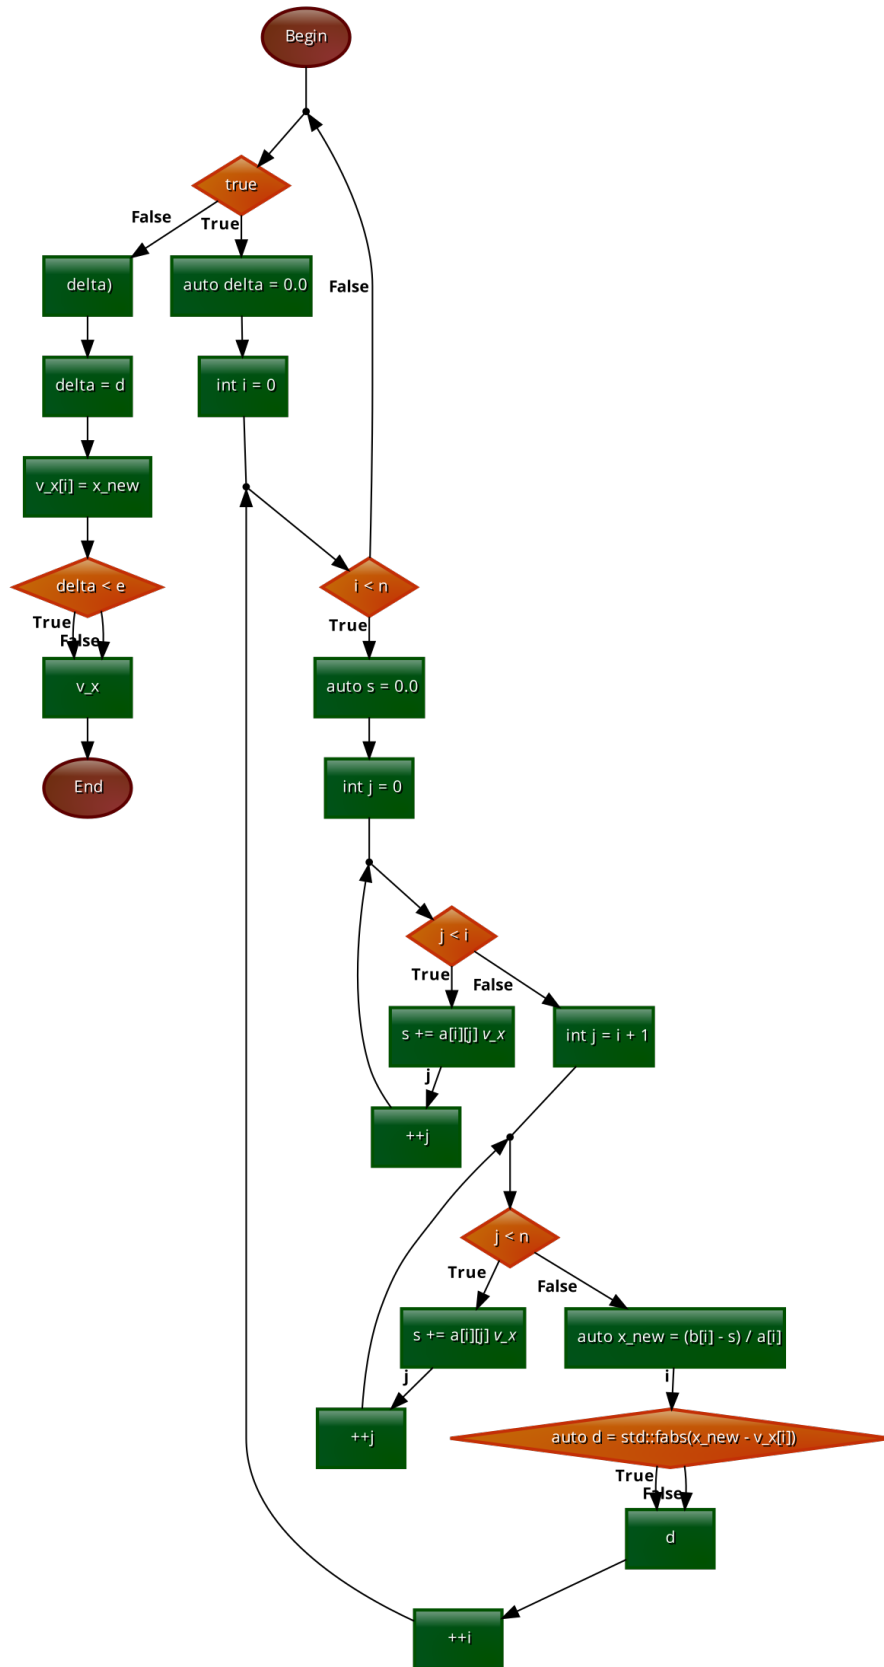 Begin
true
False
True
delta)
auto delta = 0.0
False
delta = d
int i = 0
v_x[i] = x_new
delta < e
i < n
True
False
True
v_x
auto s = 0.0
End
int j = 0
j < i
True
False
s += a[i][j] v_x
int j = i + 1
j
++j
j < n
True
False
s += a[i][j] v_x
auto x_new = (b[i] - s) / a[i]
j
i
++j
auto d = std::fabs(x_new - v_x[i])
True
False
d
++i